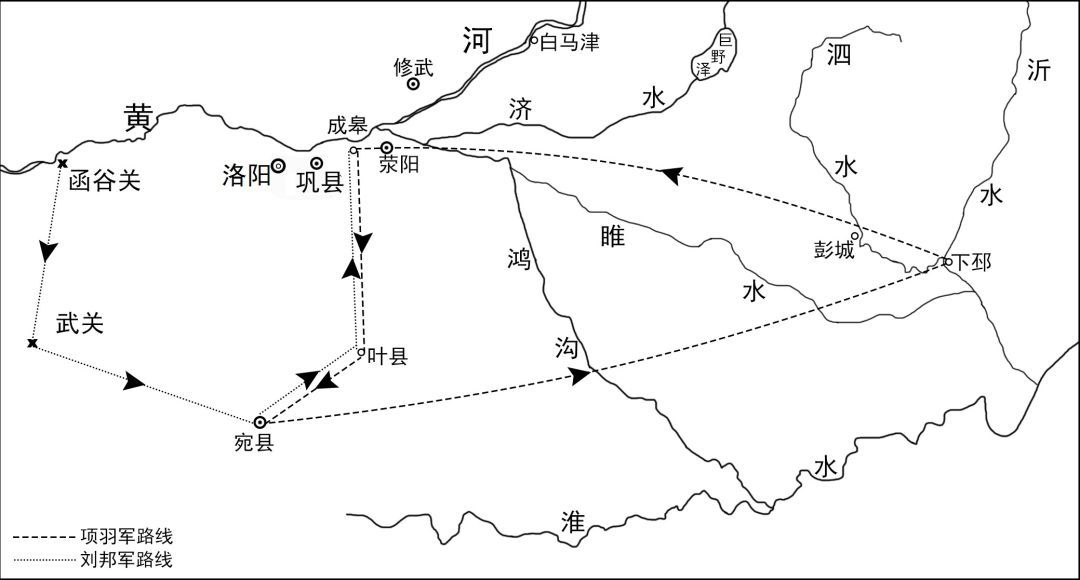 河
白马津
巨
野
泽
泗
沂
修武
黄
成皋
济
水
荥阳
洛阳
巩县
函谷关
水
水
彭城
下邳
睢
鸿
水
武关
沟
叶县
宛县
水
淮
项羽军路线
刘邦军路线